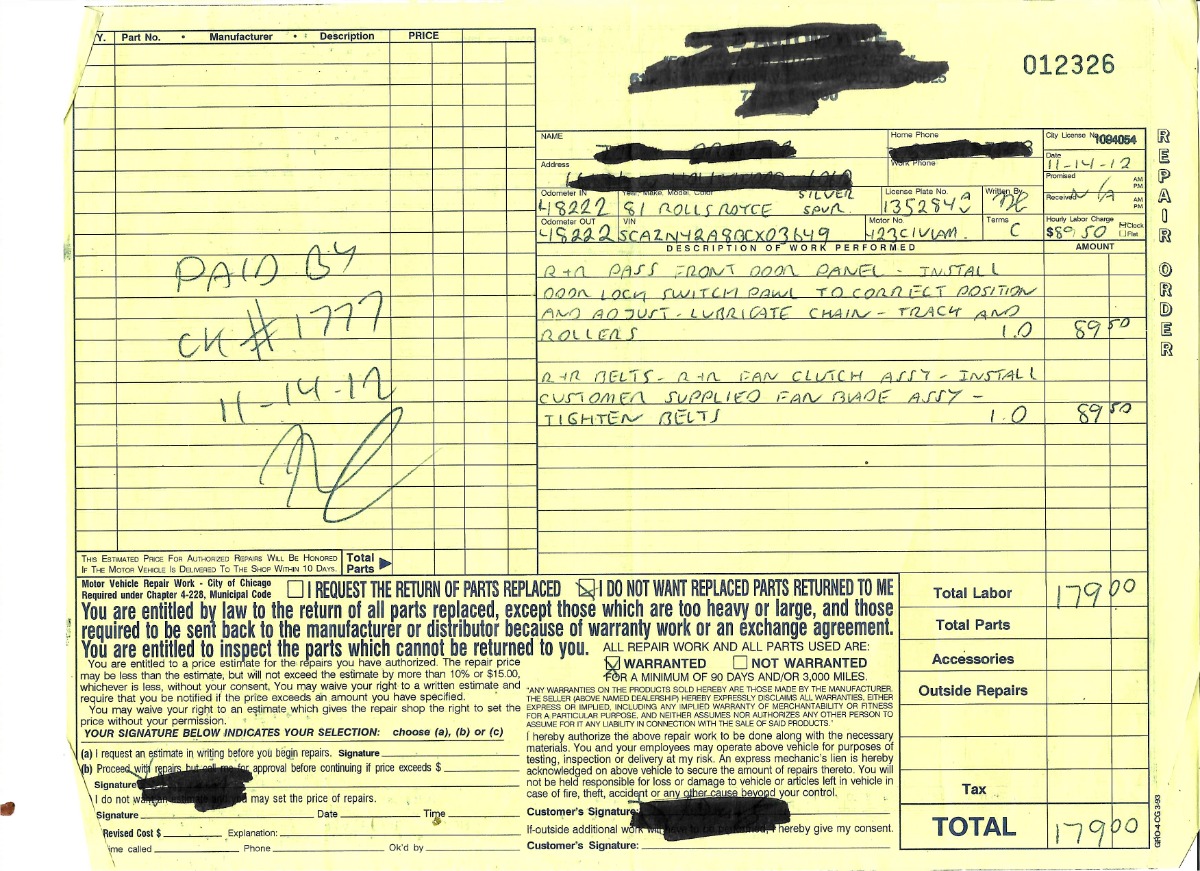 Y. Part No. • Manufacturer • Description PRICE
012326
NAME
Home Phone
City License No. 1094054
Address
Work Phone
Date 11-14-12
Promised AM PM
Odometer IN 48222
Year, Make, Model, Color 81 ROLLS ROYCE SILVER SPUR.
License Plate No. 135284 AV
Written By
Received N/A AM PM
Odometer OUT 48222
VIN SCAZN42A8BCX03649
Motor No.
Terms C
Hourly Labor Charge $89.50 Clock Flat
REPAIR ORDER
DESCRIPTION OF WORK PERFORMED AMOUNT
R+R PASS FRONT DOOR PANEL - INSTALL
DOOR LOCK SWITCH PAWL TO CORRECT POSITION
AND ADJUST - LUBRICATE CHAIN - TRACK AND
ROLLERS 1.0 89 50
R+R BELTS - R+R FAN CLUTCH ASSY - INSTALL
CUSTOMER SUPPLIED FAN BLADE ASSY -
TIGHTEN BELTS 1.0 89 50
PAID BY
CK # 1777
11-14-12
THIS ESTIMATED PRICE FOR AUTHORIZED REPAIRS WILL BE HONORED
IF THE MOTOR VEHICLE IS DELIVERED TO THE SHOP WITHIN 10 DAYS.
Total Parts
Motor Vehicle Repair Work - City of Chicago
Required under Chapter 4-228, Municipal Code
I REQUEST THE RETURN OF PARTS REPLACED
I DO NOT WANT REPLACED PARTS RETURNED TO ME
You are entitled by law to the return of all parts replaced, except those which are too heavy or large, and those
required to be sent back to the manufacturer or distributor because of warranty work or an exchange agreement.
You are entitled to inspect the parts which cannot be returned to you.
You are entitled to a price estimate for the repairs you have authorized. The repair price
may be less than the estimate, but will not exceed the estimate by more than 10% or $15.00,
whichever is less, without your consent. You may waive your right to a written estimate and
require that you be notified if the price exceeds an amount you have specified.
You may waive your right to an estimate which gives the repair shop the right to set the
price without your permission.
YOUR SIGNATURE BELOW INDICATES YOUR SELECTION: choose (a), (b) or (c)
(a) I request an estimate in writing before you begin repairs. Signature
(b) Proceed with repairs but call me for approval before continuing if price exceeds $
Signature
I do not want an estimate and you may set the price of repairs.
Signature Date Time
Revised Cost $ Explanation:
ime called Phone Ok'd by
ALL REPAIR WORK AND ALL PARTS USED ARE:
WARRANTED NOT WARRANTED
FOR A MINIMUM OF 90 DAYS AND/OR 3,000 MILES.
"ANY WARRANTIES ON THE PRODUCTS SOLD HEREBY ARE THOSE MADE BY THE MANUFACTURER.
THE SELLER (ABOVE NAMED DEALERSHIP) HEREBY EXPRESSLY DISCLAIMS ALL WARRANTIES, EITHER
EXPRESS OR IMPLIED, INCLUDING ANY IMPLIED WARRANTY OF MERCHANTABILITY OR FITNESS
FOR A PARTICULAR PURPOSE, AND NEITHER ASSUMES NOR AUTHORIZES ANY OTHER PERSON TO
ASSUME FOR IT ANY LIABILITY IN CONNECTION WITH THE SALE OF SAID PRODUCTS."
I hereby authorize the above repair work to be done along with the necessary
materials. You and your employees may operate above vehicle for purposes of
testing, inspection or delivery at my risk. An express mechanic's lien is hereby
acknowledged on above vehicle to secure the amount of repairs thereto. You will
not be held responsible for loss or damage to vehicle or articles left in vehicle in
case of fire, theft, accident or any other cause beyond your control.
Customer's Signature:
If outside additional work have to be performed, I hereby give my consent.
Customer's Signature:
Total Labor 179 00
Total Parts
Accessories
Outside Repairs
Tax
TOTAL 179 00
GRO-4-CG 3-93